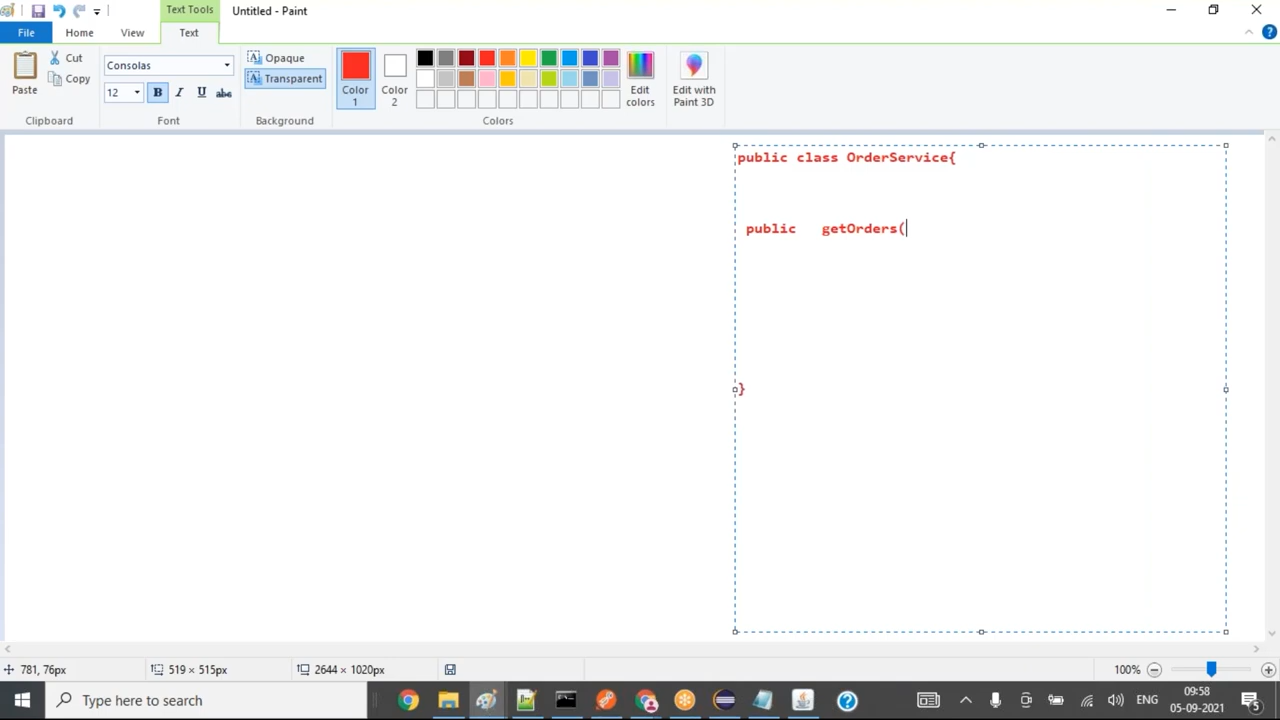 Text Tools
Untitled - Paint
File
Home
View
Text
Paste
Cut
Copy
Clipboard
Consolas
12
B
I
U
abc
Font
Opaque
Transparent
Background
Color 1
Color 2
Edit colors
Colors
Edit with Paint 3D
public class OrderService{
public getOrders(
}
781, 76px
519 × 515px
2644 × 1020px
100%
Type here to search
ENG
09:58
05-09-2021
5